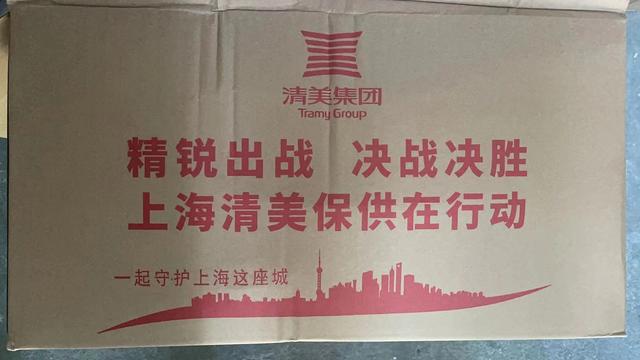 清美集团
Tramy Group
精锐出战 决战决胜
上海清美保供在行动
一起守护上海这座城